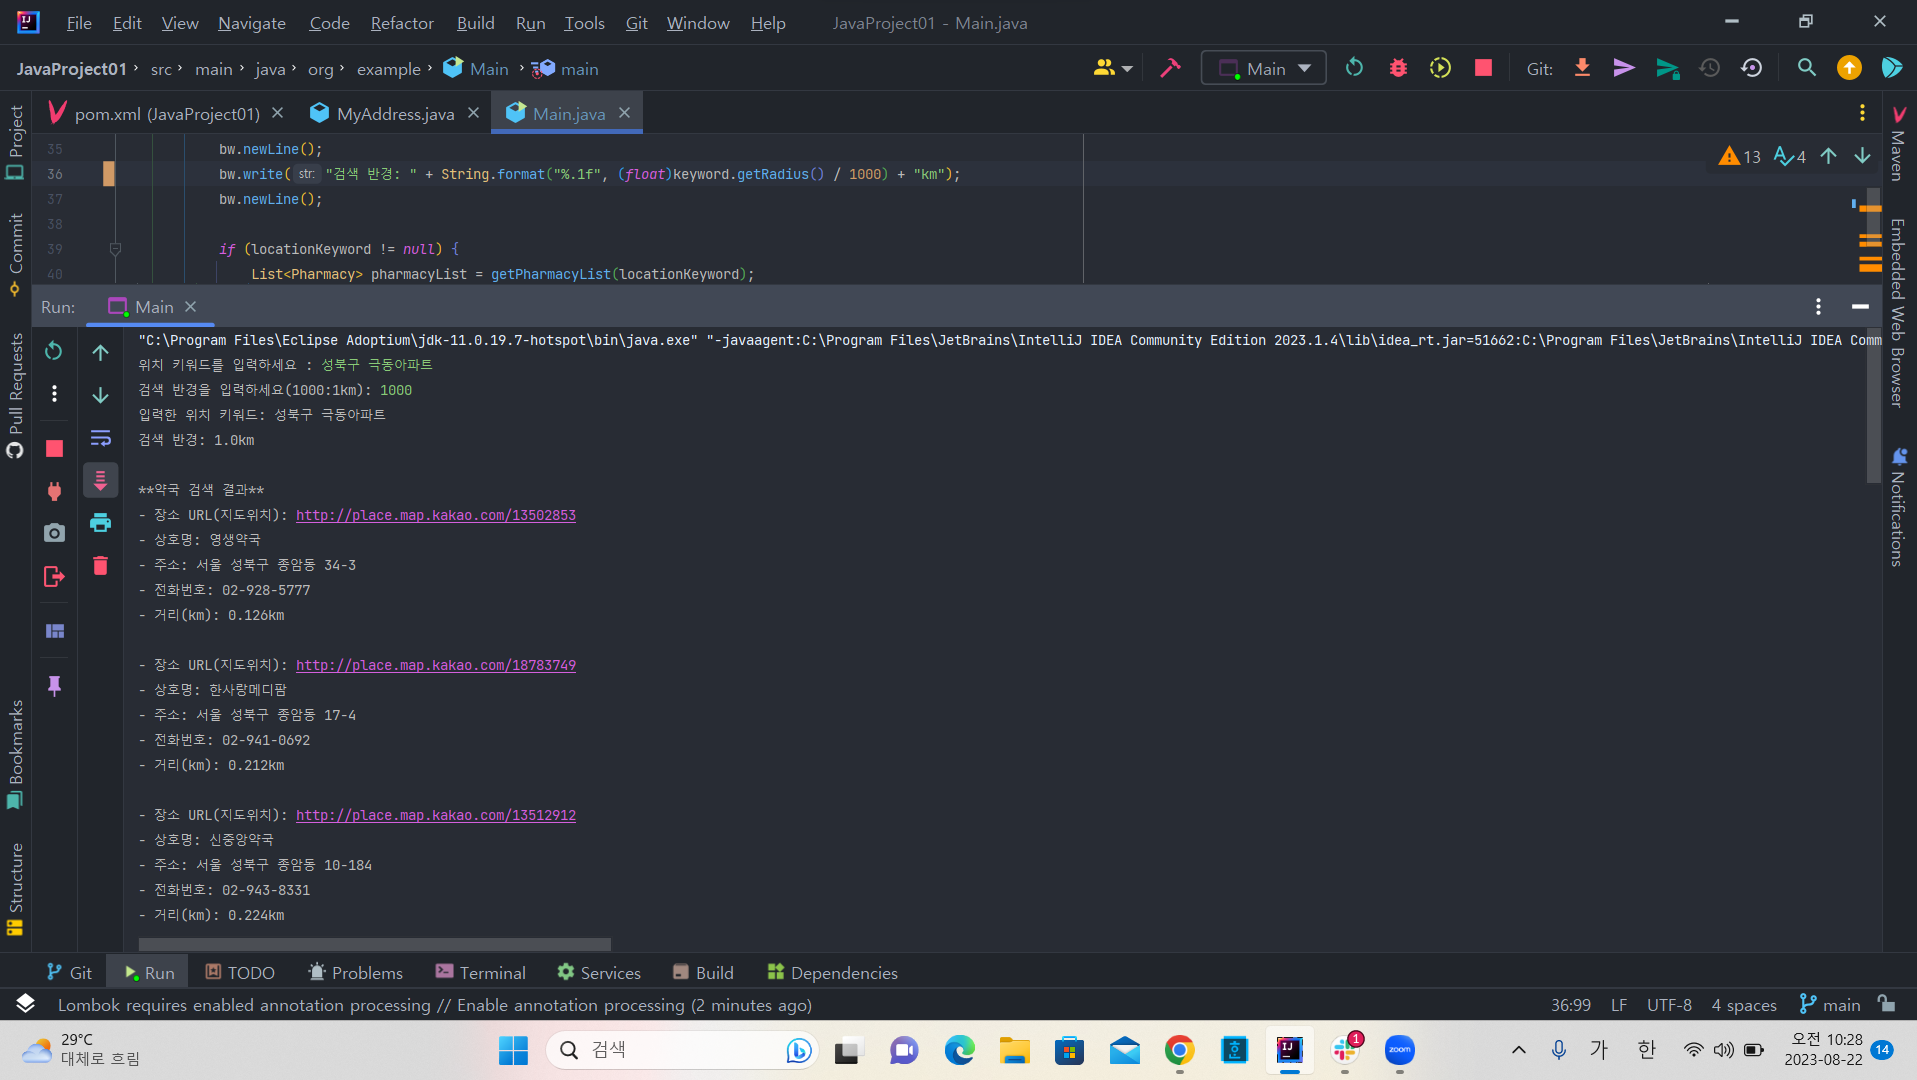 File Edit View Navigate Code Refactor Build Run Tools Git Window Help JavaProject01 - Main.java
JavaProject01 › src › main › java › org › example › Main › main
Main Git:
pom.xml (JavaProject01) MyAddress.java Main.java
35 bw.newLine();
36 bw.write( str: "검색 반경: " + String.format("%.1f", (float)keyword.getRadius() / 1000) + "km");
37 bw.newLine();
38
39 if (locationKeyword != null) {
40 List<Pharmacy> pharmacyList = getPharmacyList(locationKeyword);
13 4
Run: Main
"C:\Program Files\Eclipse Adoptium\jdk-11.0.19.7-hotspot\bin\java.exe" "-javaagent:C:\Program Files\JetBrains\IntelliJ IDEA Community Edition 2023.1.4\lib\idea_rt.jar=51662:C:\Program Files\JetBrains\IntelliJ IDEA Comm
위치 키워드를 입력하세요 : 성북구 극동아파트
검색 반경을 입력하세요(1000:1km): 1000
입력한 위치 키워드: 성북구 극동아파트
검색 반경: 1.0km
**약국 검색 결과**
- 장소 URL(지도위치): http://place.map.kakao.com/13502853
- 상호명: 영생약국
- 주소: 서울 성북구 종암동 34-3
- 전화번호: 02-928-5777
- 거리(km): 0.126km
- 장소 URL(지도위치): http://place.map.kakao.com/18783749
- 상호명: 한사랑메디팜
- 주소: 서울 성북구 종암동 17-4
- 전화번호: 02-941-0692
- 거리(km): 0.212km
- 장소 URL(지도위치): http://place.map.kakao.com/13512912
- 상호명: 신중앙약국
- 주소: 서울 성북구 종암동 10-184
- 전화번호: 02-943-8331
- 거리(km): 0.224km
Project
Commit
Pull Requests
Bookmarks
Structure
Maven
Embedded Web Browser
Notifications
Git Run TODO Problems Terminal Services Build Dependencies
Lombok requires enabled annotation processing // Enable annotation processing (2 minutes ago) 36:99 LF UTF-8 4 spaces main
29°C
대체로 흐림
검색
zoom
1
가 한
오전 10:28
2023-08-22 14